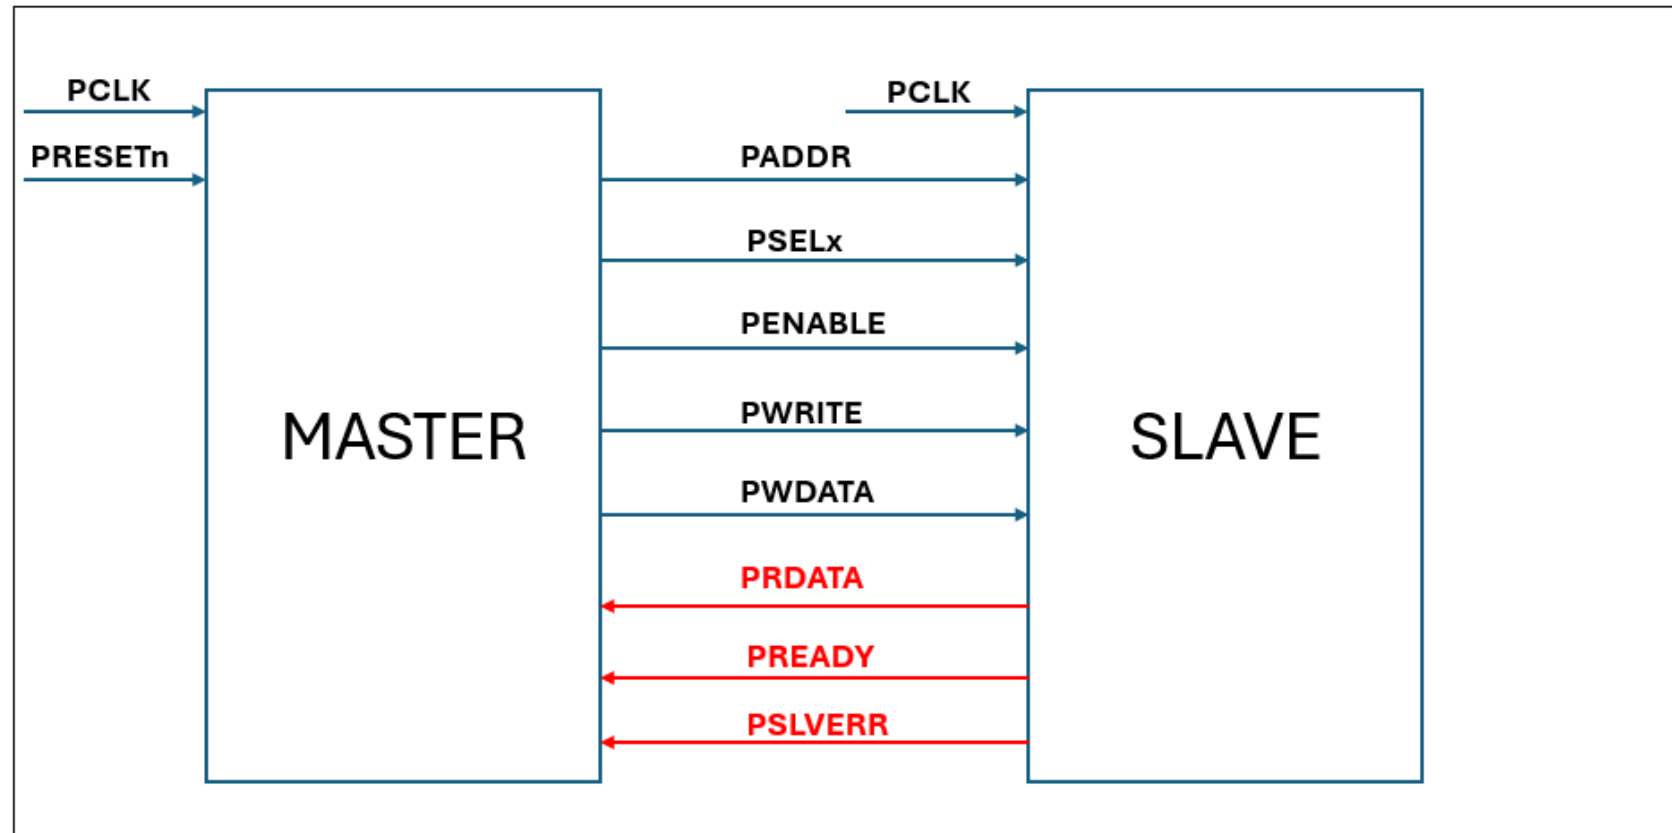 PCLK
PCLK
PRESETn
PADDR
PSELx
PENABLE
PWRITE
MASTER
SLAVE
PWDATA
PRDATA
PREADY
PSLVERR